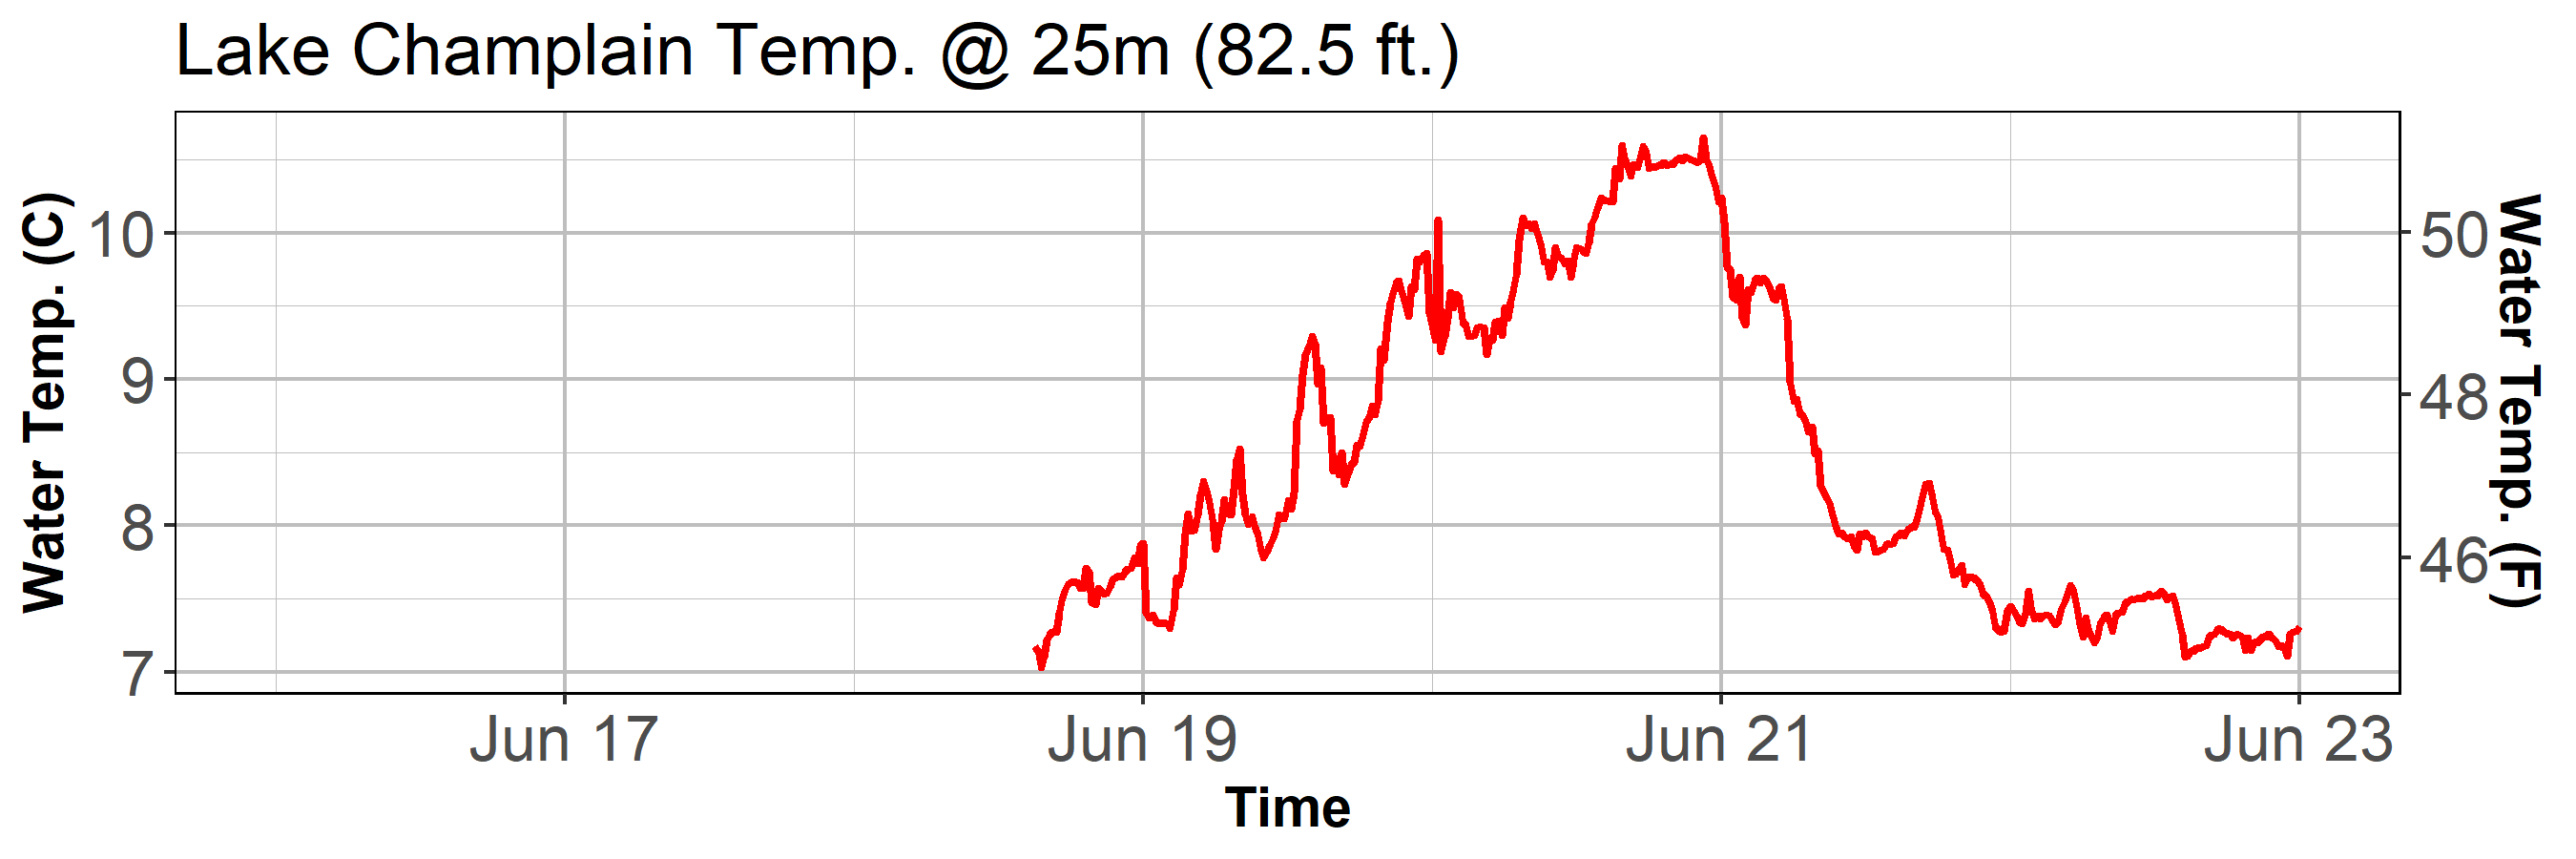 Lake Champlain Temp. @ 25m (82.5 ft.)
Water Temp. (C)
10
9
8
7
50
48
46
Water Temp. (F)
Jun 17
Jun 19
Jun 21
Jun 23
Time